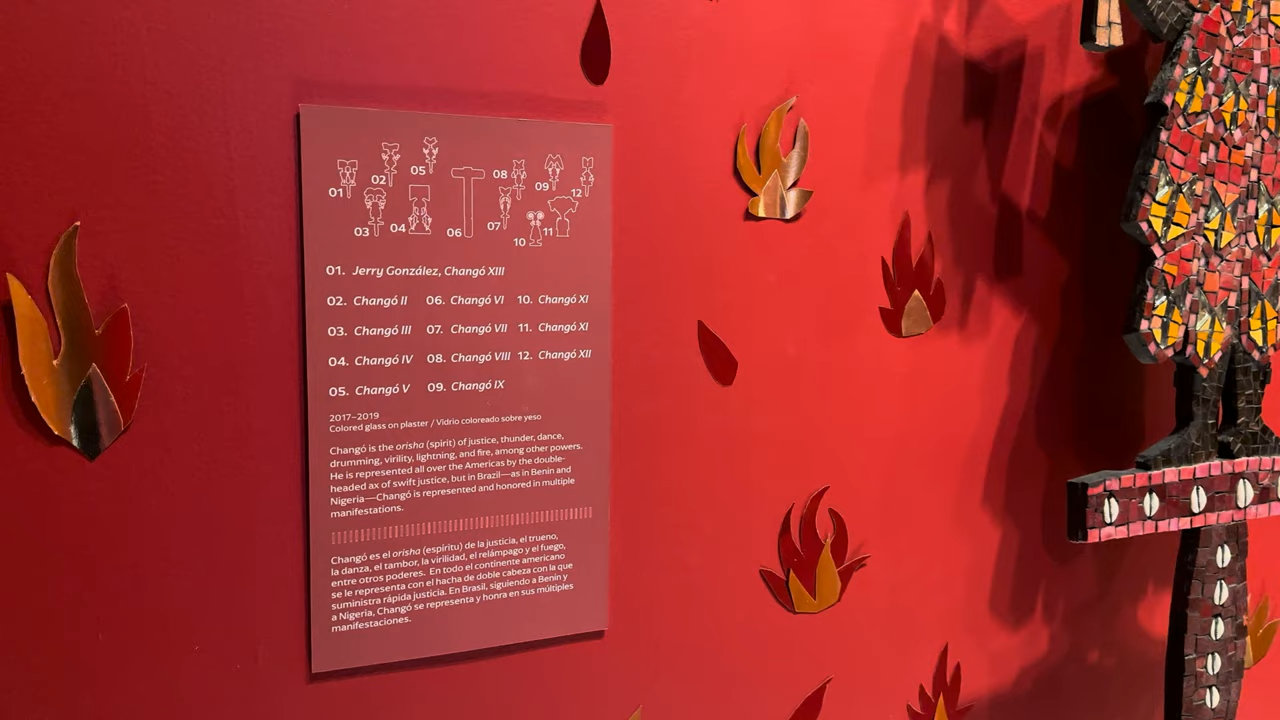 01 02 05 08 09 12
03 04 06 07 10 11
01. Jerry González, Changó XIII
02. Changó II 06. Changó VI 10. Changó XI
03. Changó III 07. Changó VII 11. Changó XI
04. Changó IV 08. Changó VIII 12. Changó XII
05. Changó V 09. Changó IX
2017–2019
Colored glass on plaster / Vidrio coloreado sobre yeso
Changó is the orisha (spirit) of justice, thunder, dance,
drumming, virility, lightning, and fire, among other powers.
He is represented all over the Americas by the double-
headed ax of swift justice, but in Brazil—as in Benin and
Nigeria—Changó is represented and honored in multiple
manifestations.
Changó es el orisha (espíritu) de la justicia, el trueno,
la danza, el tambor, la virilidad, el relámpago y el fuego,
entre otros poderes. En todo el continente americano
se le representa con el hacha de doble cabeza con la que
suministra rápida justicia. En Brasil, siguiendo a Benín y
a Nigeria, Changó se representa y honra en sus múltiples
manifestaciones.